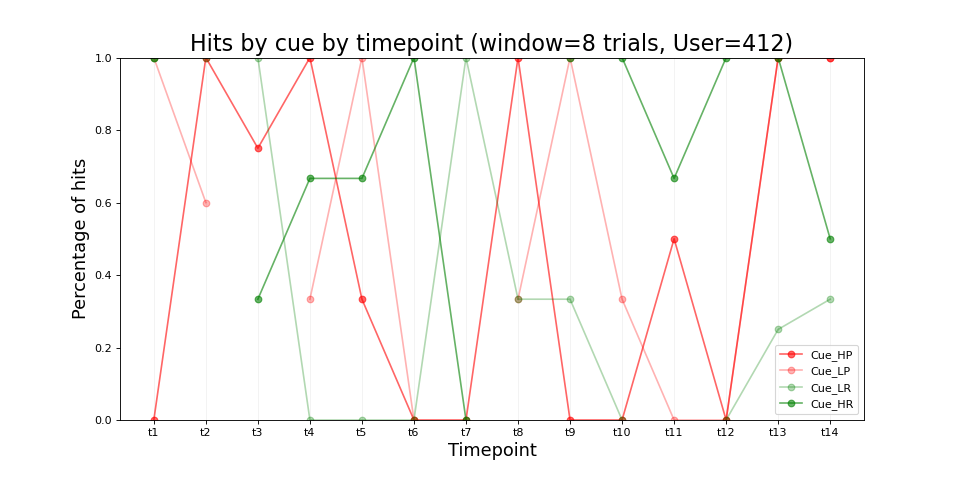 Hits by cue by timepoint (window=8 trials, User=412)
Percentage of hits
1.0
0.8
0.6
0.4
0.2
0.0
Cue_HP
Cue_LP
Cue_LR
Cue_HR
t1 t2 t3 t4 t5 t6 t7 t8 t9 t10 t11 t12 t13 t14
Timepoint